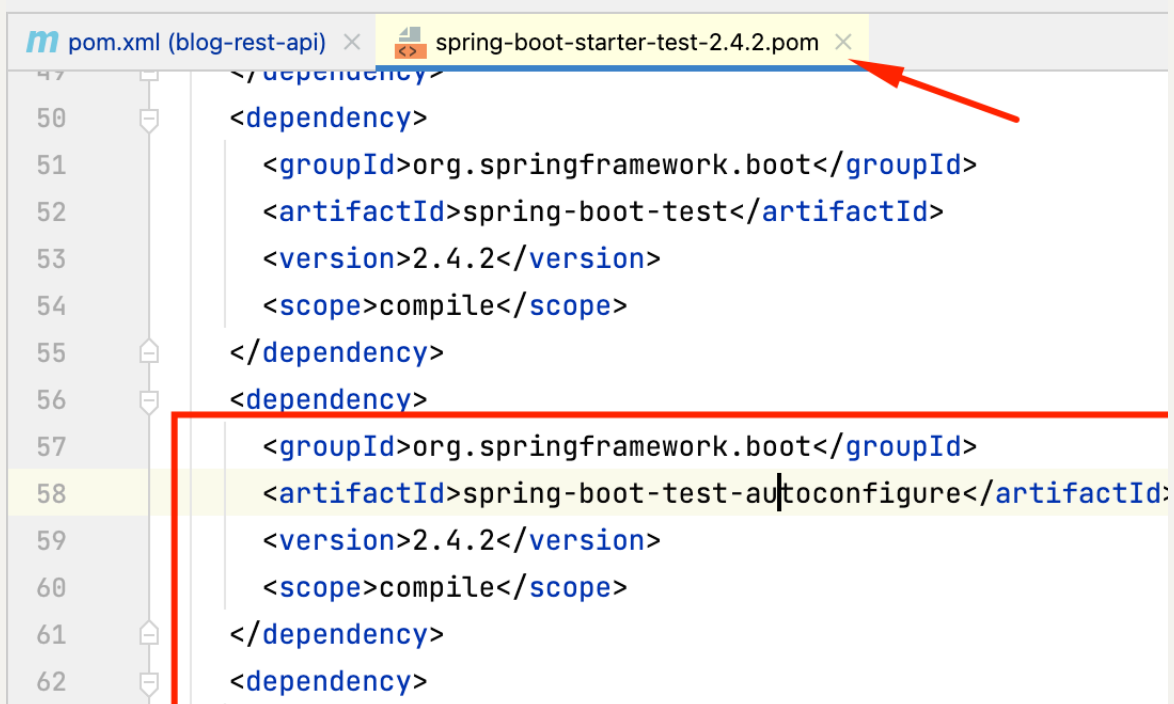 pom.xml (blog-rest-api)
spring-boot-starter-test-2.4.2.pom
49 </dependency>
50 <dependency>
51 <groupId>org.springframework.boot</groupId>
52 <artifactId>spring-boot-test</artifactId>
53 <version>2.4.2</version>
54 <scope>compile</scope>
55 </dependency>
56 <dependency>
57 <groupId>org.springframework.boot</groupId>
58 <artifactId>spring-boot-test-autoconfigure</artifactId>
59 <version>2.4.2</version>
60 <scope>compile</scope>
61 </dependency>
62 <dependency>